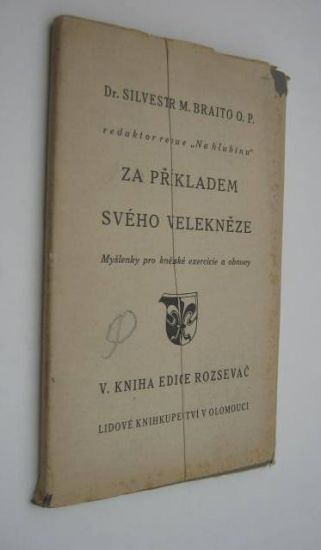 Dr. SILVESTR M. BRAITO O. P.
redaktor revue „Na hlubinu"
ZA PŘÍKLADEM
SVÉHO VELEKNĚZE
Myšlenky pro kněžské exercicie a obnovy
V. KNIHA EDICE ROZSEVAČ
LIDOVÉ KNIHKUPECTVÍ V OLOMOUCI